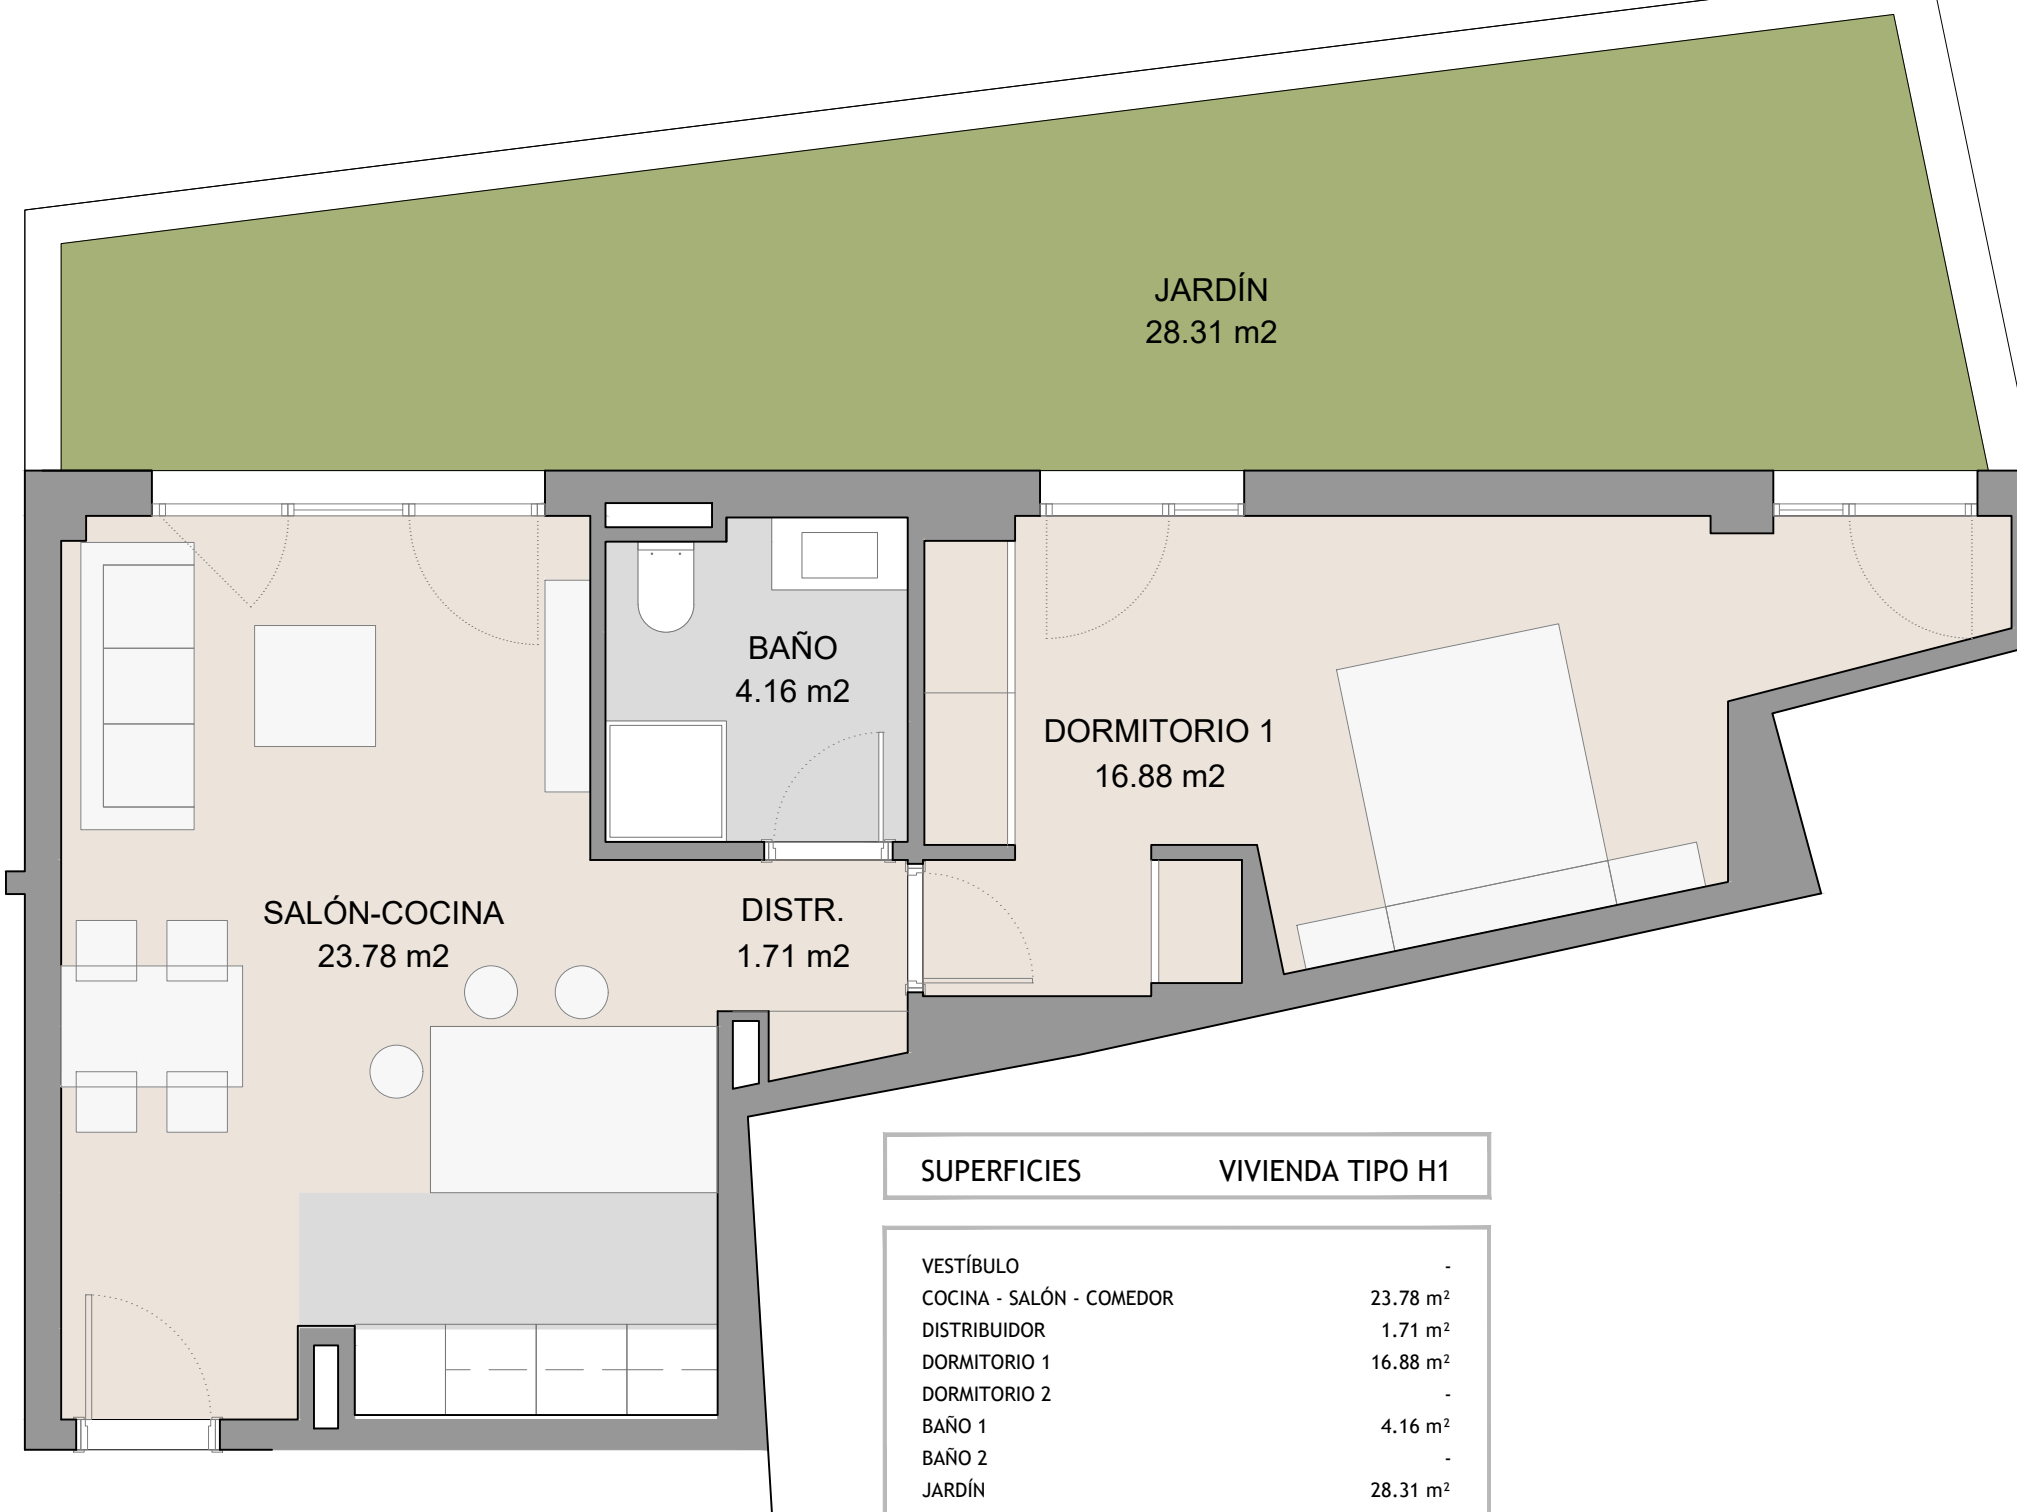 JARDÍN
28.31 m2
BAÑO
4.16 m2
DORMITORIO 1
16.88 m2
SALÓN-COCINA
23.78 m2
DISTR.
1.71 m2
SUPERFICIES VIVIENDA TIPO H1
VESTÍBULO -
COCINA - SALÓN - COMEDOR 23.78 m²
DISTRIBUIDOR 1.71 m²
DORMITORIO 1 16.88 m²
DORMITORIO 2 -
BAÑO 1 4.16 m²
BAÑO 2 -
JARDÍN 28.31 m²